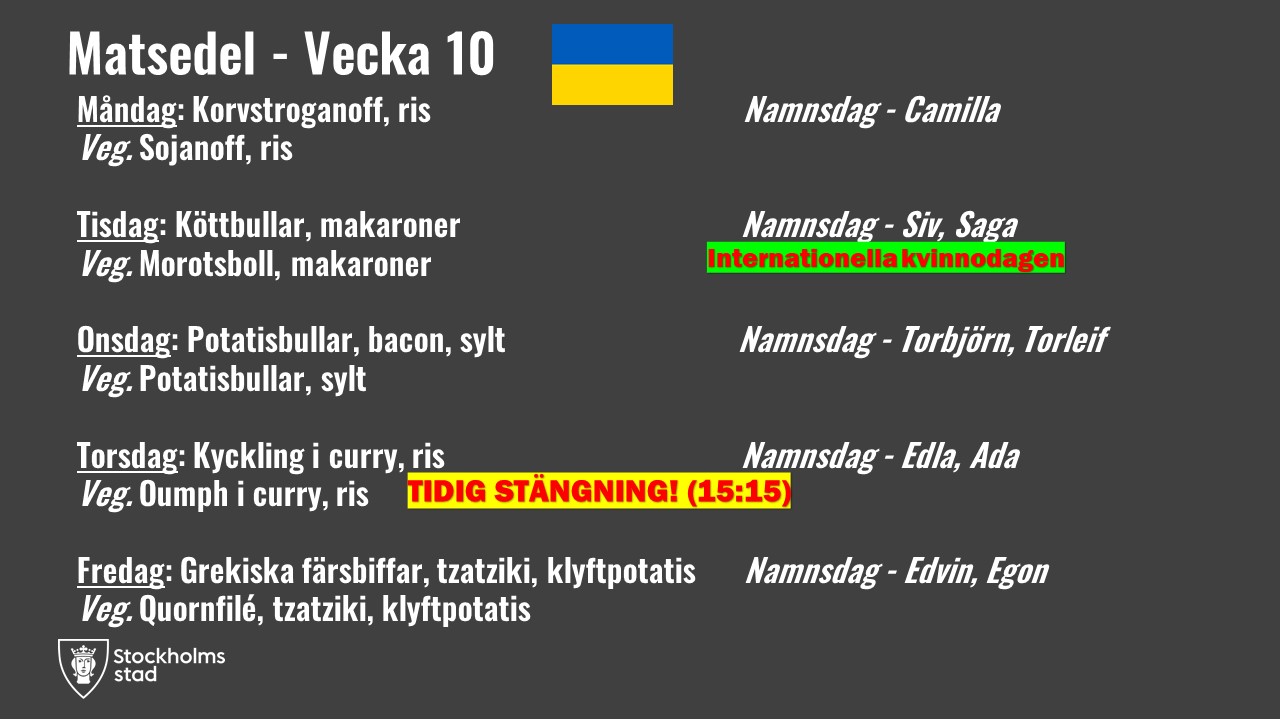 Matsedel - Vecka 10
Måndag: Korvstroganoff, ris
Namnsdag - Camilla
Veg. Sojanoff, ris
Tisdag: Köttbullar, makaroner
Namnsdag - Siv, Saga
Veg. Morotsboll, makaroner
Internationella kvinnodagen
Onsdag: Potatisbullar, bacon, sylt
Namnsdag - Torbjörn, Torleif
Veg. Potatisbullar, sylt
Torsdag: Kyckling i curry, ris
Namnsdag - Edla, Ada
Veg. Oumph i curry, ris
TIDIG STÄNGNING! (15:15)
Fredag: Grekiska färsbiffar, tzatziki, klyftpotatis
Namnsdag - Edvin, Egon
Veg. Quornfilé, tzatziki, klyftpotatis
Stockholms
stad